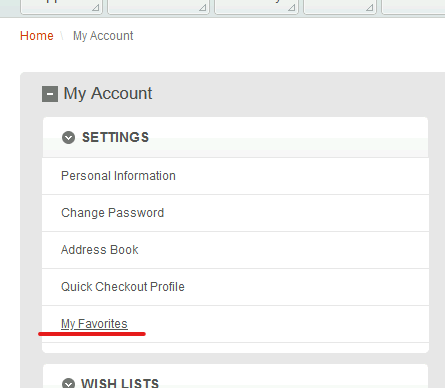 Home \ My Account
My Account
SETTINGS
Personal Information
Change Password
Address Book
Quick Checkout Profile
My Favorites
WISH LISTS